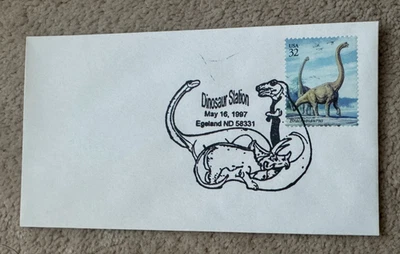 Dinosaur Station
May 16, 1997
Egeland ND 58331
USA
32